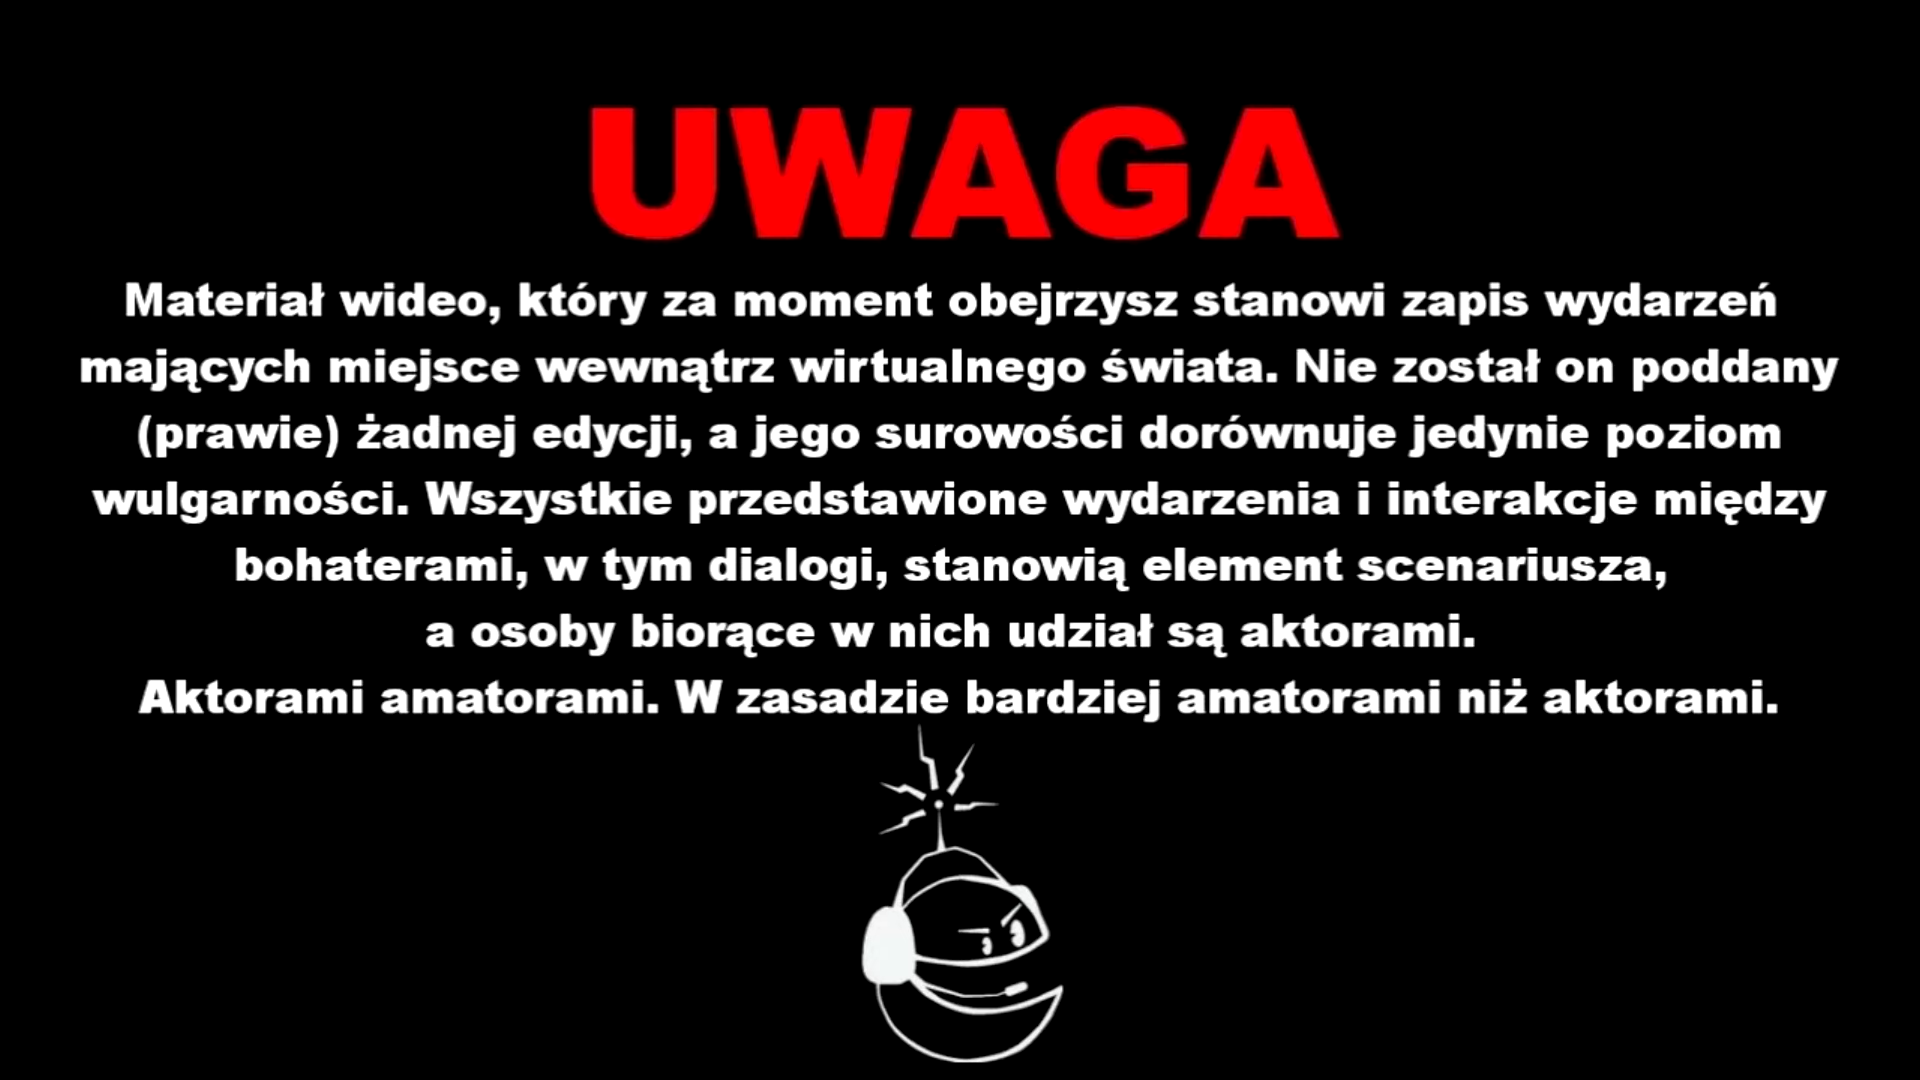 UWAGA
Materiał wideo, który za moment obejrzysz stanowi zapis wydarzeń
mających miejsce wewnątrz wirtualnego świata. Nie został on poddany
(prawie) żadnej edycji, a jego surowości dorównuje jedynie poziom
wulgarności. Wszystkie przedstawione wydarzenia i interakcje między
bohaterami, w tym dialogi, stanowią element scenariusza,
a osoby biorące w nich udział są aktorami.
Aktorami amatorami. W zasadzie bardziej amatorami niż aktorami.